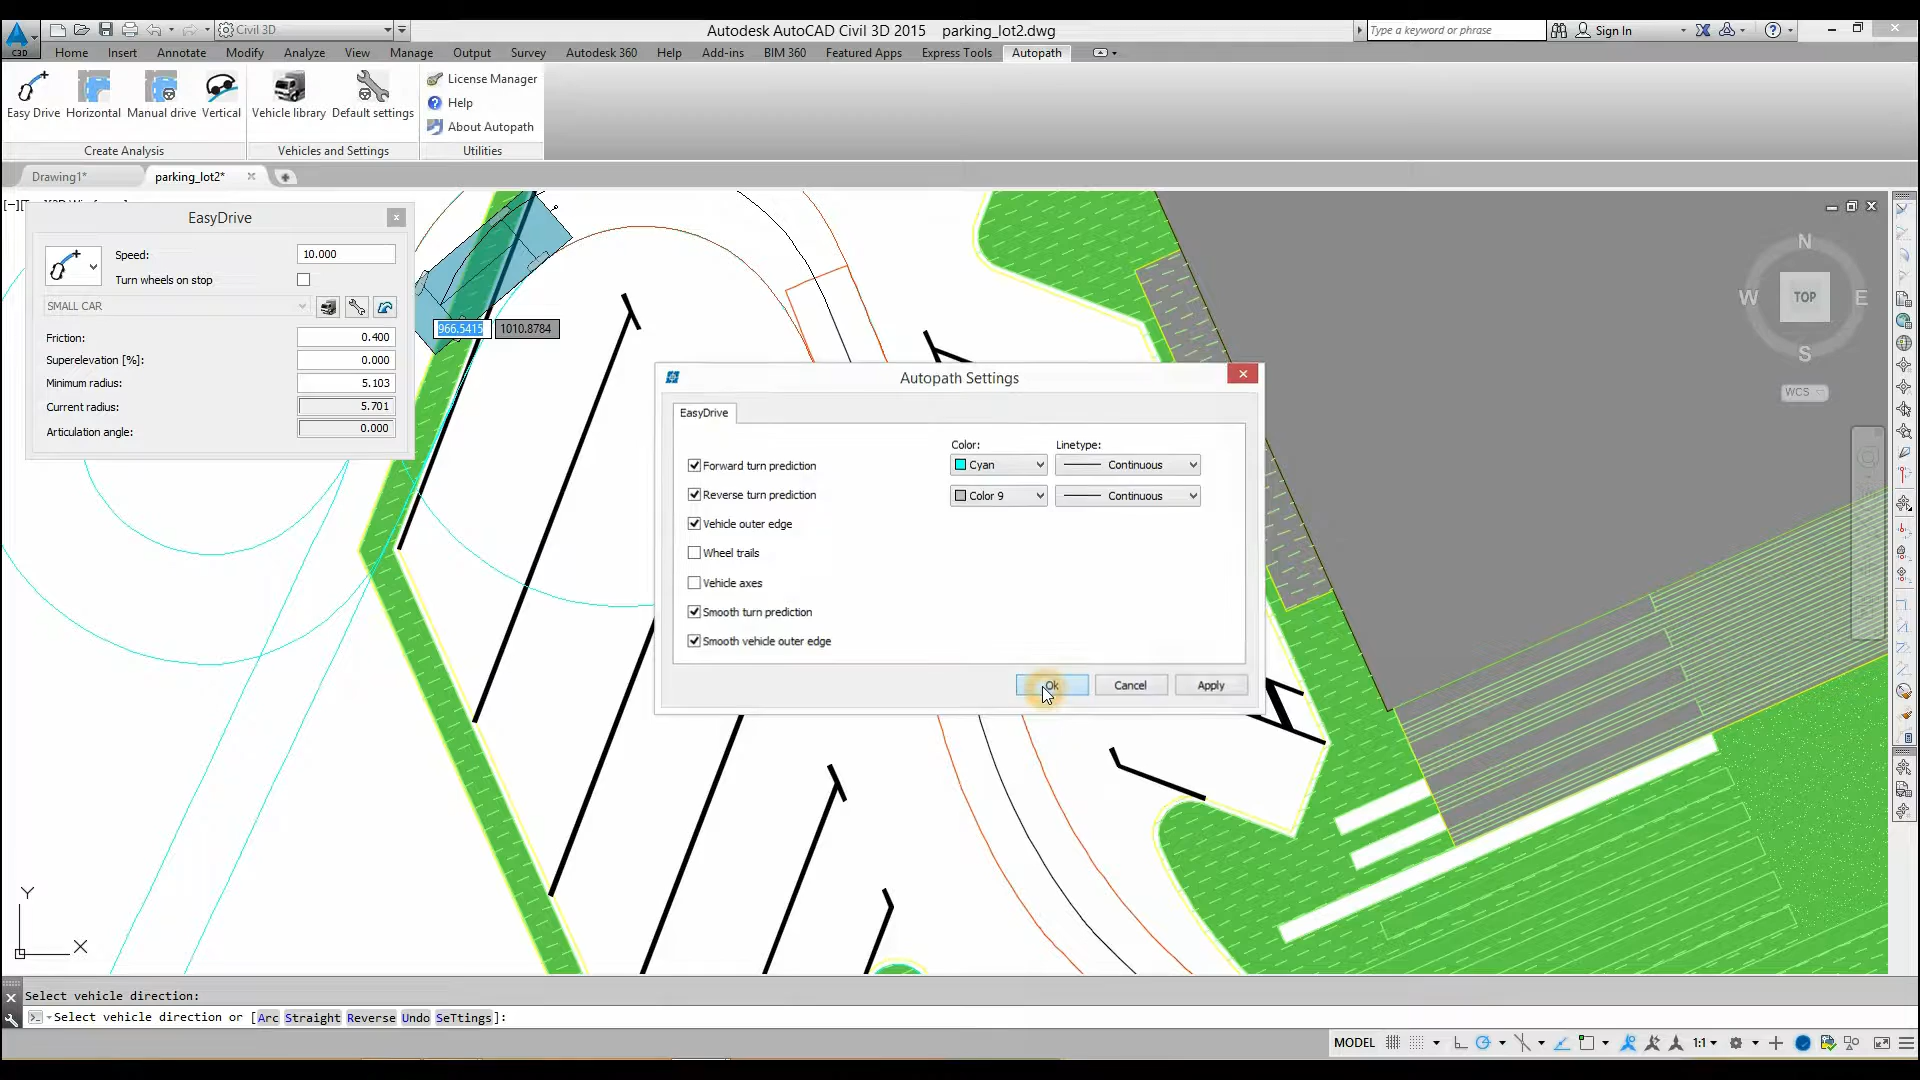 Civil 3D
Autodesk AutoCAD Civil 3D 2015 parking_lot2.dwg
Type a keyword or phrase
Sign In
C3D
Home Insert Annotate Modify Analyze View Manage Output Survey Autodesk 360 Help Add-ins BIM 360 Featured Apps Express Tools Autopath
Easy Drive Horizontal Manual drive Vertical
Vehicle library Default settings
License Manager
Help
About Autopath
Create Analysis
Vehicles and Settings
Utilities
Drawing1*
parking_lot2*
EasyDrive
Speed: 10.000
Turn wheels on stop
SMALL CAR
Friction: 0.400
Superelevation [%]: 0.000
Minimum radius: 5.103
Current radius: 5.701
Articulation angle: 0.000
966.5415 1010.8784
Autopath Settings
EasyDrive
Color: Linetype:
Forward turn prediction Cyan Continuous
Reverse turn prediction Color 9 Continuous
Vehicle outer edge
Wheel trails
Vehicle axes
Smooth turn prediction
Smooth vehicle outer edge
Ok Cancel Apply
N
W TOP E
S
WCS
Y
X
Select vehicle direction:
Select vehicle direction or [Arc Straight Reverse Undo SeTtings]:
MODEL
1:1